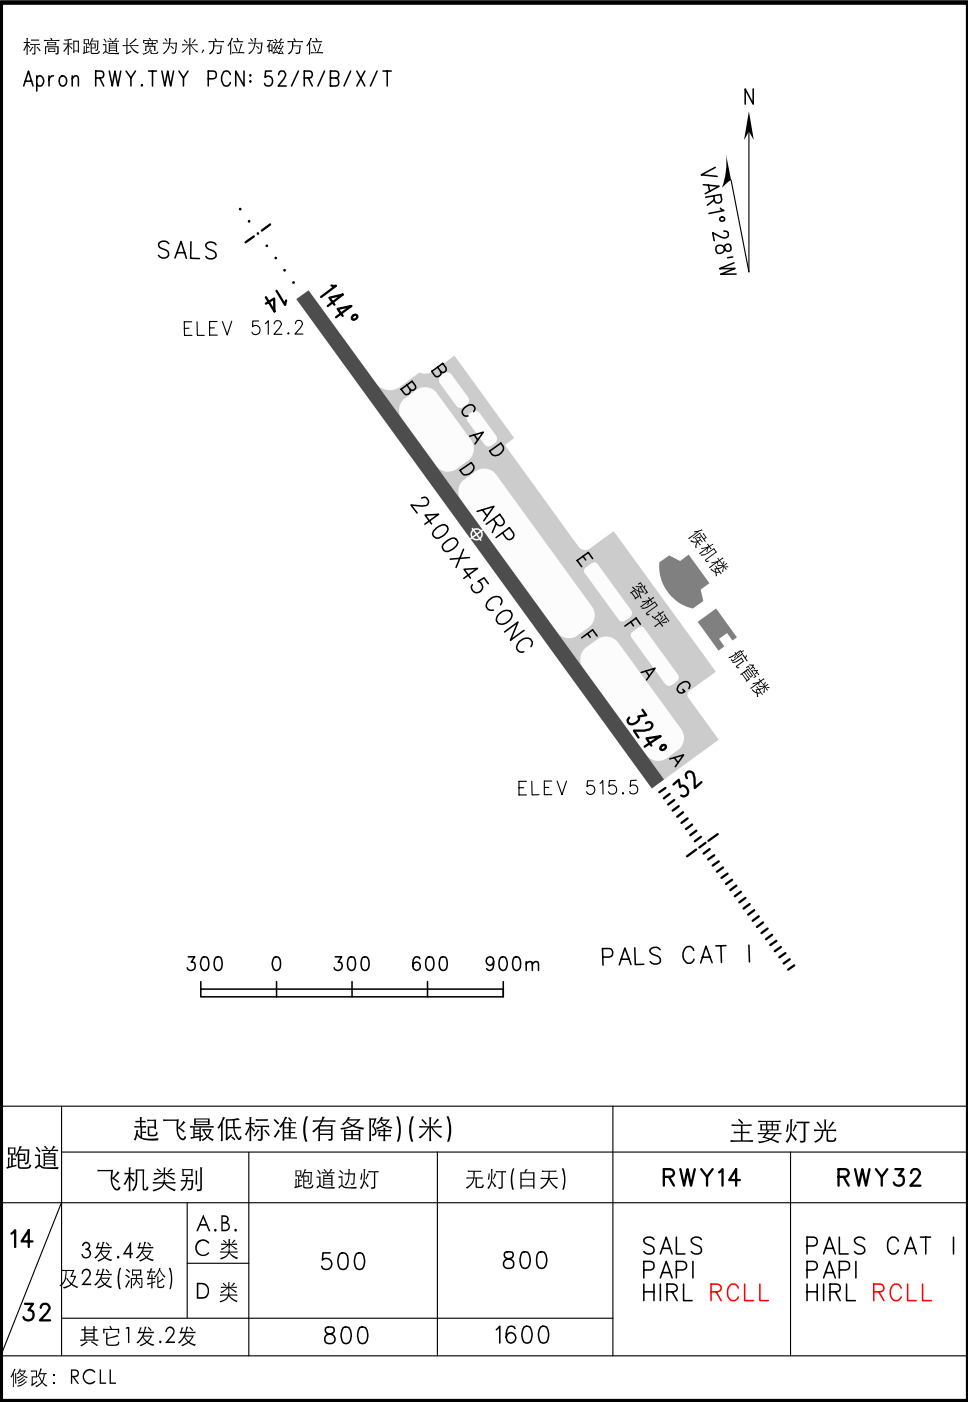 标高和跑道长宽为米,方位为磁方位
Apron RWY.TWY PCN: 52/R/B/X/T
N
VAR1°28'W
SALS
14
144°
ELEV 512.2
B
B
C
A
D
D
ARP
2400X45 CONC
E
候机楼
客机坪
F
F
航管楼
A
G
324°
A
ELEV 515.5
32
PALS CAT I
300 0 300 600 900m
跑道
起飞最低标准(有备降)(米)
主要灯光
飞机类别
跑道边灯
无灯(白天)
RWY14
RWY32
14
32
3发.4发
及2发(涡轮)
A.B.
C 类
D 类
500
800
SALS
PAPI
HIRL RCLL
PALS CAT I
PAPI
HIRL RCLL
其它1发.2发
800
1600
修改: RCLL